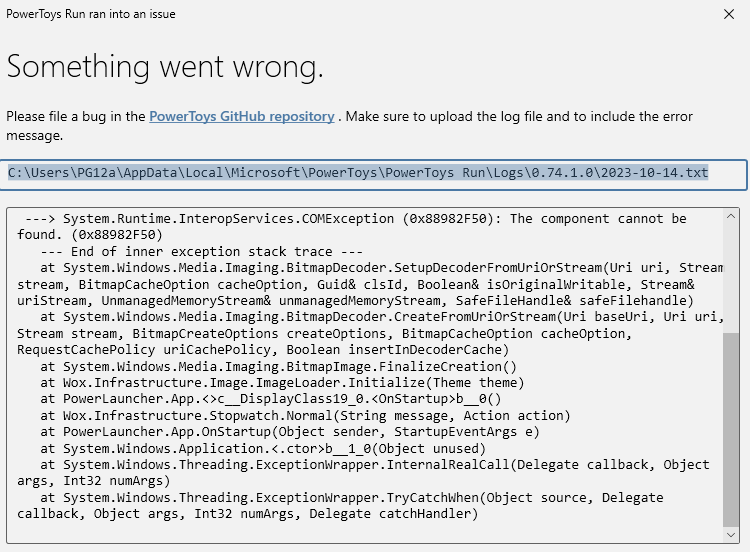 PowerToys Run ran into an issue
Something went wrong.
Please file a bug in the PowerToys GitHub repository . Make sure to upload the log file and to include the error
message.
C:\Users\PG12a\AppData\Local\Microsoft\PowerToys\PowerToys Run\Logs\0.74.1.0\2023-10-14.txt
---> System.Runtime.InteropServices.COMException (0x88982F50): The component cannot be
found. (0x88982F50)
--- End of inner exception stack trace ---
at System.Windows.Media.Imaging.BitmapDecoder.SetupDecoderFromUriOrStream(Uri uri, Stream
stream, BitmapCacheOption cacheOption, Guid& clsId, Boolean& isOriginalWritable, Stream&
uriStream, UnmanagedMemoryStream& unmanagedMemoryStream, SafeFileHandle& safeFilehandle)
at System.Windows.Media.Imaging.BitmapDecoder.CreateFromUriOrStream(Uri baseUri, Uri uri,
Stream stream, BitmapCreateOptions createOptions, BitmapCacheOption cacheOption,
RequestCachePolicy uriCachePolicy, Boolean insertInDecoderCache)
at System.Windows.Media.Imaging.BitmapImage.FinalizeCreation()
at Wox.Infrastructure.Image.ImageLoader.Initialize(Theme theme)
at PowerLauncher.App.<>c__DisplayClass19_0.<OnStartup>b__0()
at Wox.Infrastructure.Stopwatch.Normal(String message, Action action)
at PowerLauncher.App.OnStartup(Object sender, StartupEventArgs e)
at System.Windows.Application.<.ctor>b__1_0(Object unused)
at System.Windows.Threading.ExceptionWrapper.InternalRealCall(Delegate callback, Object
args, Int32 numArgs)
at System.Windows.Threading.ExceptionWrapper.TryCatchWhen(Object source, Delegate
callback, Object args, Int32 numArgs, Delegate catchHandler)